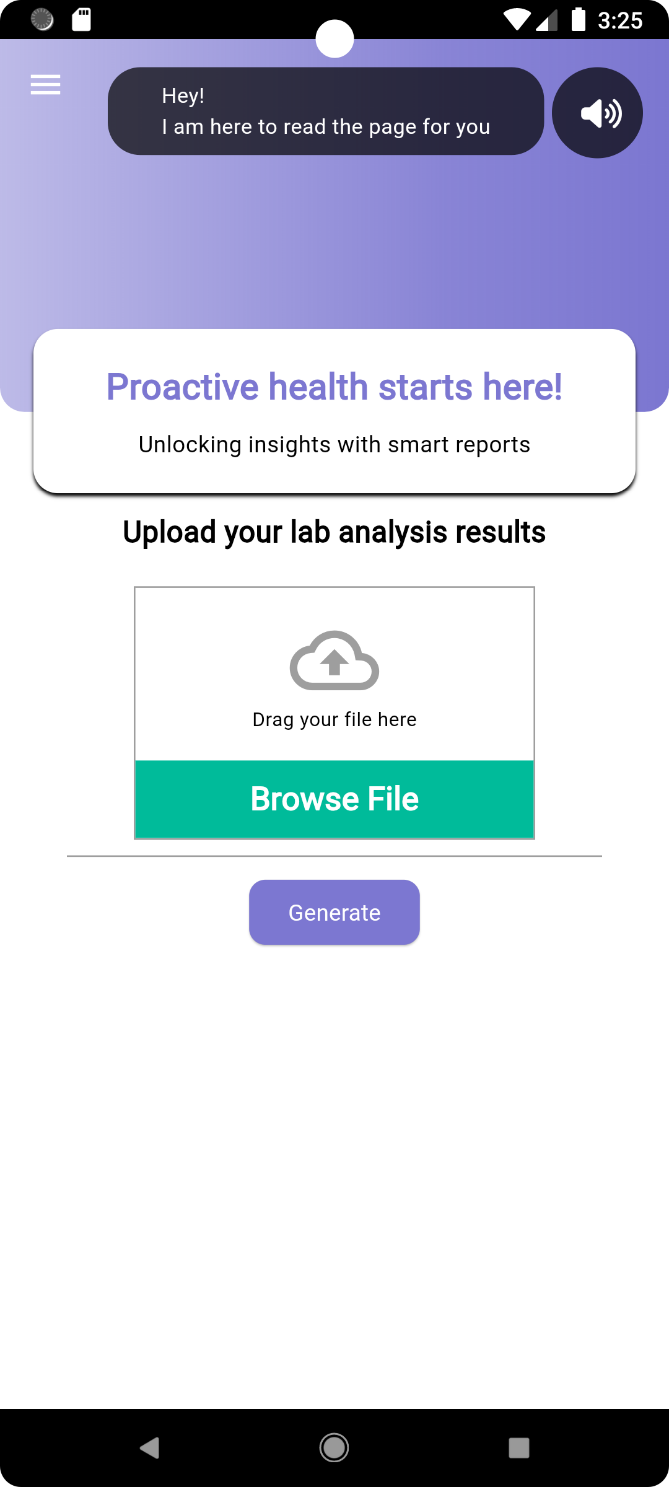 3:25
Hey!
I am here to read the page for you
Proactive health starts here!
Unlocking insights with smart reports
Upload your lab analysis results
Drag your file here
Browse File
Generate